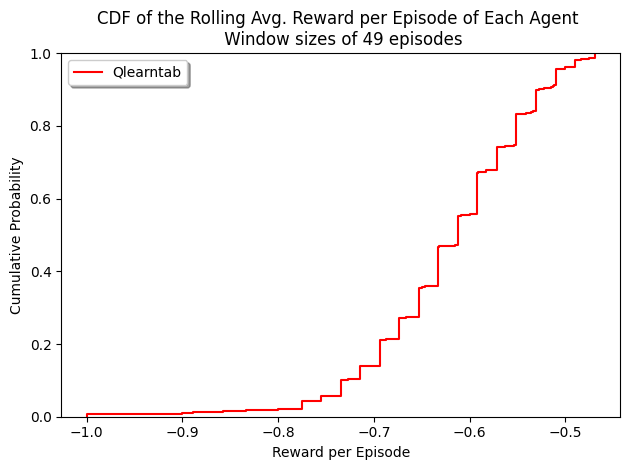 CDF of the Rolling Avg. Reward per Episode of Each Agent
Window sizes of 49 episodes
Qlearntab
Cumulative Probability
1.0
0.8
0.6
0.4
0.2
0.0
−1.0 −0.9 −0.8 −0.7 −0.6 −0.5
Reward per Episode